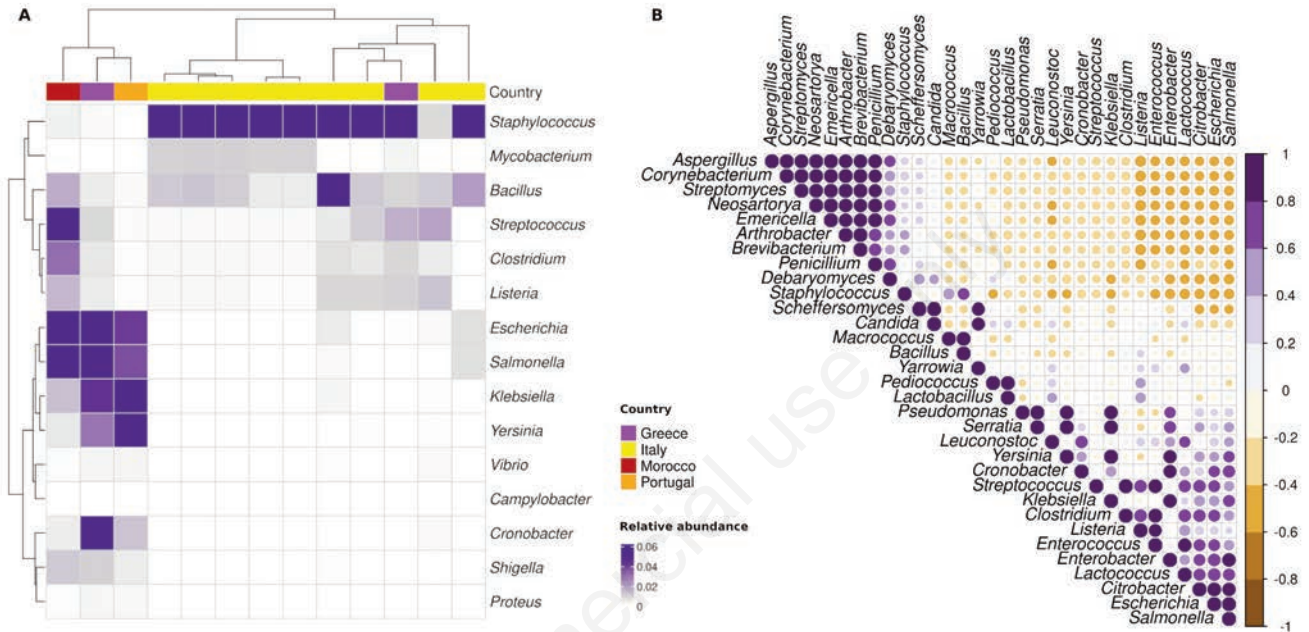 A
Country
Staphylococcus
Mycobacterium
Bacillus
Streptococcus
Clostridium
Listeria
Escherichia
Salmonella
Klebsiella
Yersinia
Vibrio
Campylobacter
Cronobacter
Shigella
Proteus
Country
Greece
Italy
Morocco
Portugal
Relative abundance
0.06
0.04
0.02
0
B
Aspergillus
Corynebacterium
Streptomyces
Neosartorya
Emericella
Arthrobacter
Brevibacterium
Penicillium
Debaryomyces
Staphylococcus
Scheffersomyces
Candida
Macrococcus
Bacillus
Yarrowia
Pediococcus
Lactobacillus
Pseudomonas
Serratia
Leuconostoc
Yersinia
Cronobacter
Streptococcus
Klebsiella
Clostridium
Listeria
Enterococcus
Enterobacter
Lactococcus
Citrobacter
Escherichia
Salmonella
Aspergillus
Corynebacterium
Streptomyces
Neosartorya
Emericella
Arthrobacter
Brevibacterium
Penicillium
Debaryomyces
Staphylococcus
Scheffersomyces
Candida
Macrococcus
Bacillus
Yarrowia
Pediococcus
Lactobacillus
Pseudomonas
Serratia
Leuconostoc
Yersinia
Cronobacter
Streptococcus
Klebsiella
Clostridium
Listeria
Enterococcus
Enterobacter
Lactococcus
Citrobacter
Escherichia
Salmonella
1
0.8
0.6
0.4
0.2
0
-0.2
-0.4
-0.6
-0.8
-1